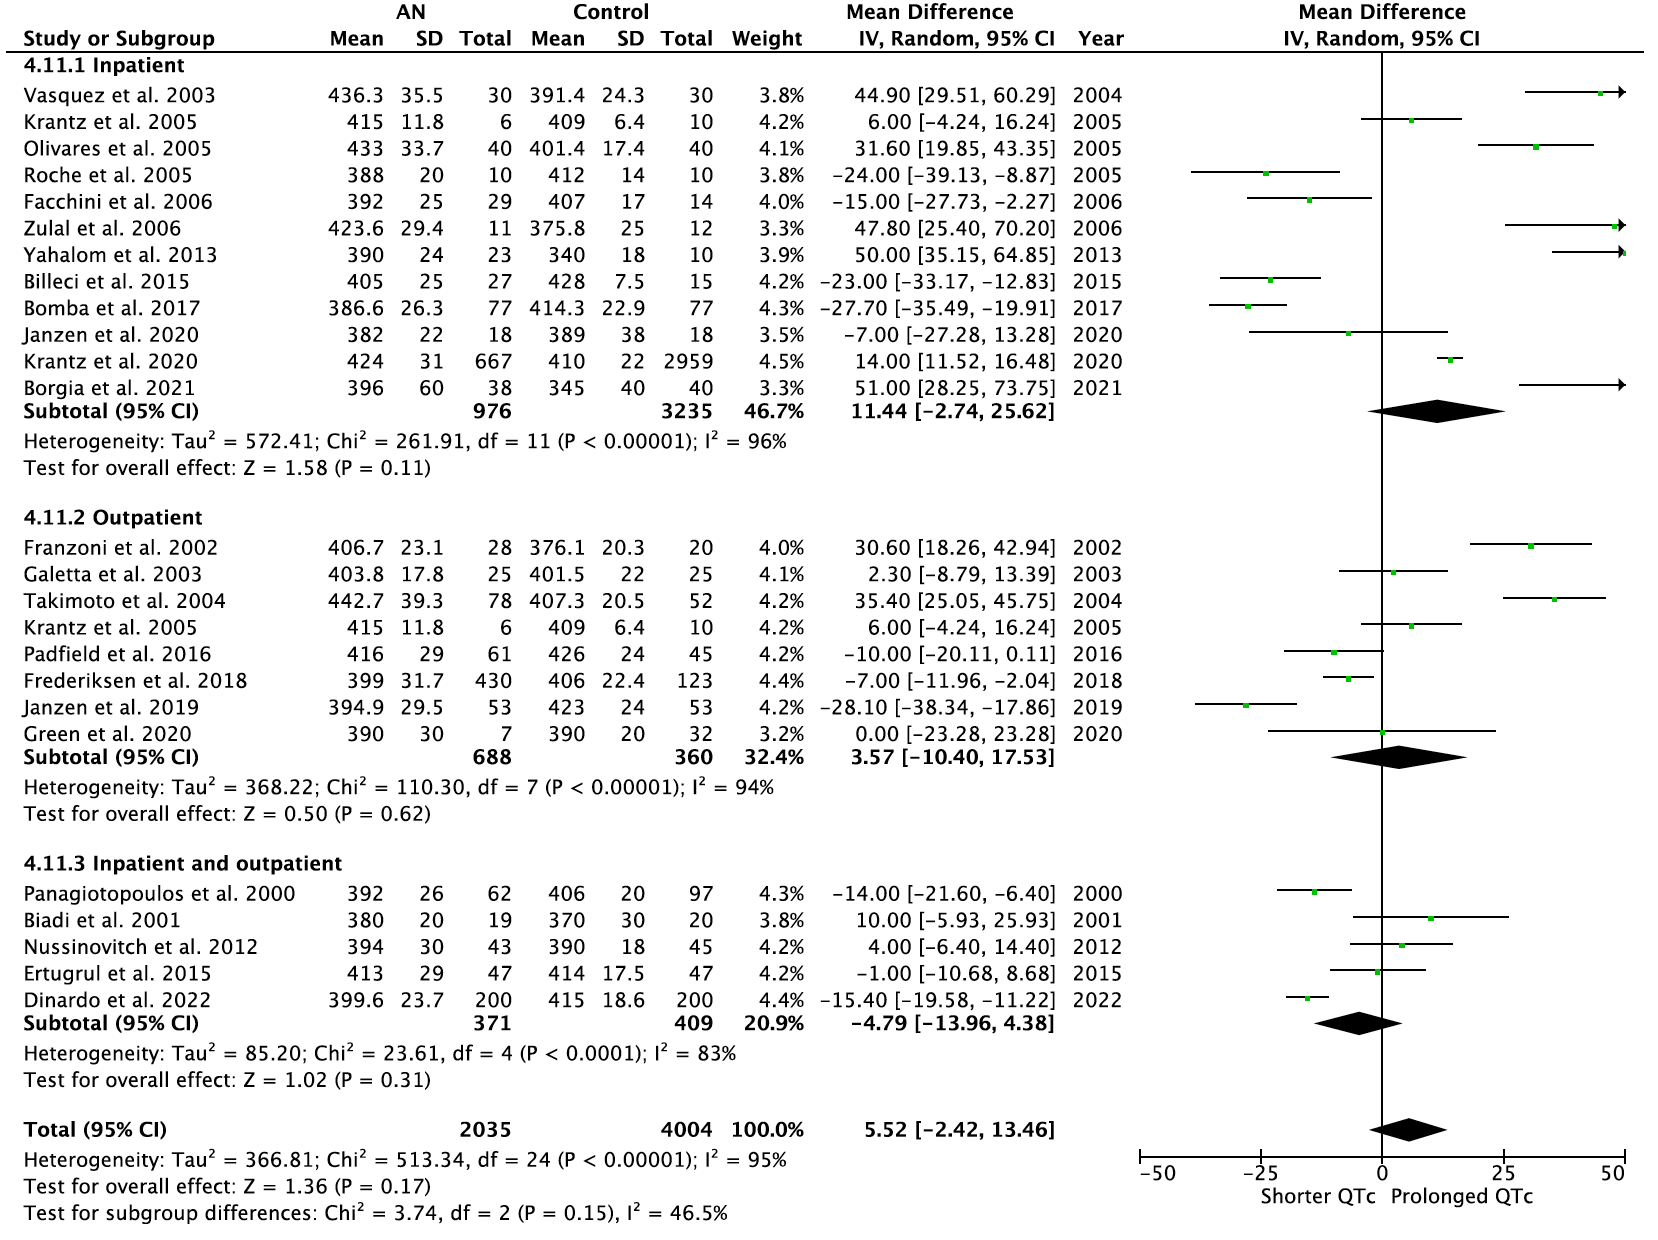 AN Control Mean Difference Mean Difference
Study or Subgroup Mean SD Total Mean SD Total Weight IV, Random, 95% CI Year IV, Random, 95% CI
4.11.1 Inpatient
Vasquez et al. 2003 436.3 35.5 30 391.4 24.3 30 3.8% 44.90 [29.51, 60.29] 2004
Krantz et al. 2005 415 11.8 6 409 6.4 10 4.2% 6.00 [−4.24, 16.24] 2005
Olivares et al. 2005 433 33.7 40 401.4 17.4 40 4.1% 31.60 [19.85, 43.35] 2005
Roche et al. 2005 388 20 10 412 14 10 3.8% −24.00 [−39.13, −8.87] 2005
Facchini et al. 2006 392 25 29 407 17 14 4.0% −15.00 [−27.73, −2.27] 2006
Zulal et al. 2006 423.6 29.4 11 375.8 25 12 3.3% 47.80 [25.40, 70.20] 2006
Yahalom et al. 2013 390 24 23 340 18 10 3.9% 50.00 [35.15, 64.85] 2013
Billeci et al. 2015 405 25 27 428 7.5 15 4.2% −23.00 [−33.17, −12.83] 2015
Bomba et al. 2017 386.6 26.3 77 414.3 22.9 77 4.3% −27.70 [−35.49, −19.91] 2017
Janzen et al. 2020 382 22 18 389 38 18 3.5% −7.00 [−27.28, 13.28] 2020
Krantz et al. 2020 424 31 667 410 22 2959 4.5% 14.00 [11.52, 16.48] 2020
Borgia et al. 2021 396 60 38 345 40 40 3.3% 51.00 [28.25, 73.75] 2021
Subtotal (95% CI) 976 3235 46.7% 11.44 [−2.74, 25.62]
Heterogeneity: Tau² = 572.41; Chi² = 261.91, df = 11 (P < 0.00001); I² = 96%
Test for overall effect: Z = 1.58 (P = 0.11)
4.11.2 Outpatient
Franzoni et al. 2002 406.7 23.1 28 376.1 20.3 20 4.0% 30.60 [18.26, 42.94] 2002
Galetta et al. 2003 403.8 17.8 25 401.5 22 25 4.1% 2.30 [−8.79, 13.39] 2003
Takimoto et al. 2004 442.7 39.3 78 407.3 20.5 52 4.2% 35.40 [25.05, 45.75] 2004
Krantz et al. 2005 415 11.8 6 409 6.4 10 4.2% 6.00 [−4.24, 16.24] 2005
Padfield et al. 2016 416 29 61 426 24 45 4.2% −10.00 [−20.11, 0.11] 2016
Frederiksen et al. 2018 399 31.7 430 406 22.4 123 4.4% −7.00 [−11.96, −2.04] 2018
Janzen et al. 2019 394.9 29.5 53 423 24 53 4.2% −28.10 [−38.34, −17.86] 2019
Green et al. 2020 390 30 7 390 20 32 3.2% 0.00 [−23.28, 23.28] 2020
Subtotal (95% CI) 688 360 32.4% 3.57 [−10.40, 17.53]
Heterogeneity: Tau² = 368.22; Chi² = 110.30, df = 7 (P < 0.00001); I² = 94%
Test for overall effect: Z = 0.50 (P = 0.62)
4.11.3 Inpatient and outpatient
Panagiotopoulos et al. 2000 392 26 62 406 20 97 4.3% −14.00 [−21.60, −6.40] 2000
Biadi et al. 2001 380 20 19 370 30 20 3.8% 10.00 [−5.93, 25.93] 2001
Nussinovitch et al. 2012 394 30 43 390 18 45 4.2% 4.00 [−6.40, 14.40] 2012
Ertugrul et al. 2015 413 29 47 414 17.5 47 4.2% −1.00 [−10.68, 8.68] 2015
Dinardo et al. 2022 399.6 23.7 200 415 18.6 200 4.4% −15.40 [−19.58, −11.22] 2022
Subtotal (95% CI) 371 409 20.9% −4.79 [−13.96, 4.38]
Heterogeneity: Tau² = 85.20; Chi² = 23.61, df = 4 (P < 0.0001); I² = 83%
Test for overall effect: Z = 1.02 (P = 0.31)
Total (95% CI) 2035 4004 100.0% 5.52 [−2.42, 13.46]
Heterogeneity: Tau² = 366.81; Chi² = 513.34, df = 24 (P < 0.00001); I² = 95%
Test for overall effect: Z = 1.36 (P = 0.17)
Test for subgroup differences: Chi² = 3.74, df = 2 (P = 0.15), I² = 46.5%
−50 −25 0 25 50
Shorter QTc Prolonged QTc